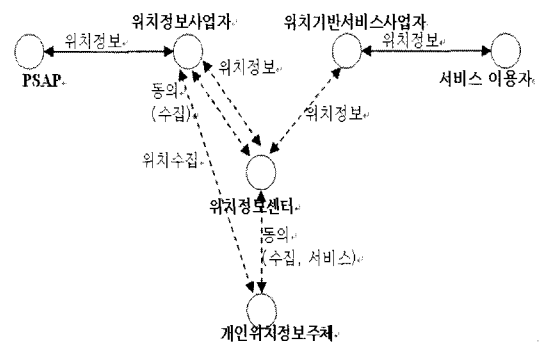 위치정보사업자
위치기반서비스사업자
위치정보
위치정보
PSAP
서비스 이용자
위치정보
동의
(수집)
위치정보
위치수집
위치정보센터
동의
(수집, 서비스)
개인위치정보주체